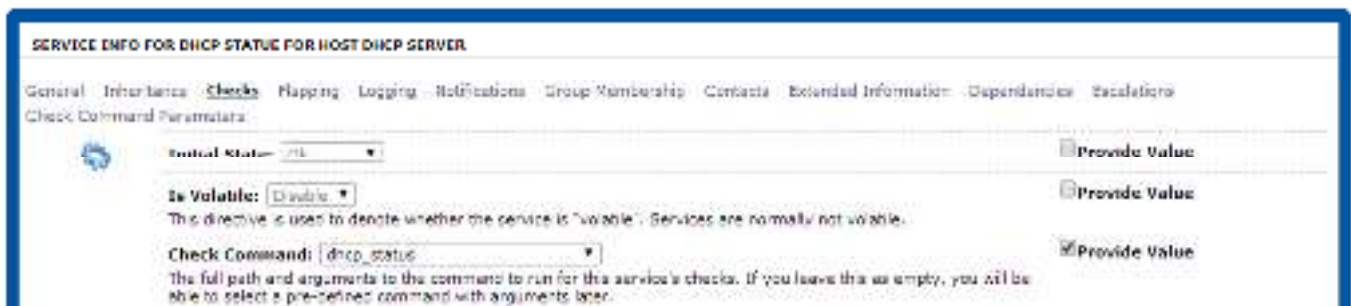 SERVICE INFO FOR DHCP STATUE FOR HOST DHCP SERVER
General Inheritance Checks Flapping Logging Notifications Group Membership Contacts Extended Information Dependencies Escalations
Check Command Parameters
Initial State: Ok Provide Value
Is Volatile: Disable Provide Value
This directive is used to denote whether the service is "volatile". Services are normally not volatile.
Check Command: dhcp_status Provide Value
The full path and arguments to the command to run for this service's checks. If you leave this as empty, you will be
able to select a pre-defined command with arguments later.